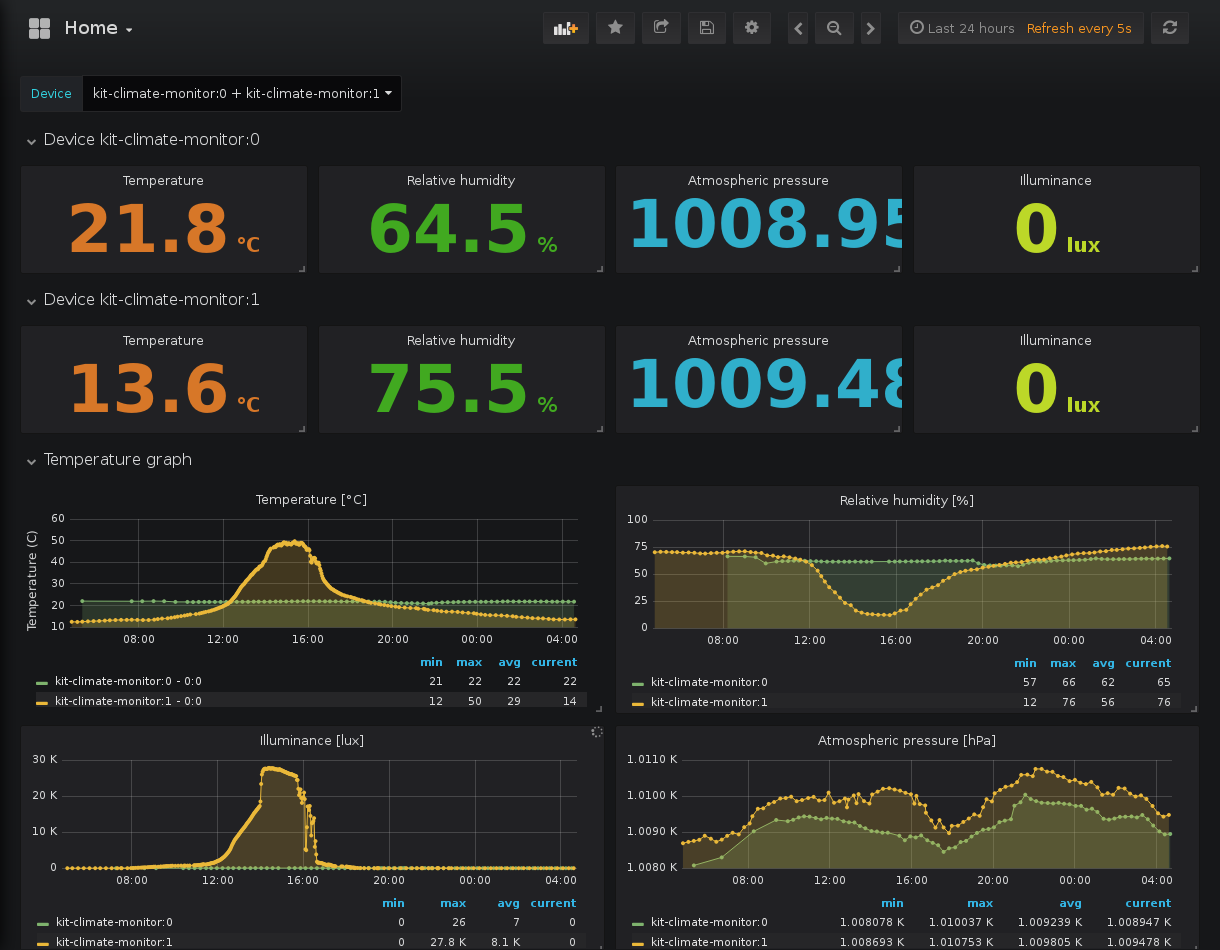 Home
Last 24 hours Refresh every 5s
Device kit-climate-monitor:0 + kit-climate-monitor:1
Device kit-climate-monitor:0
Temperature Relative humidity Atmospheric pressure Illuminance
21.8 °C 64.5 % 1008.95 0 lux
Device kit-climate-monitor:1
Temperature Relative humidity Atmospheric pressure Illuminance
13.6 °C 75.5 % 1009.48 0 lux
Temperature graph
Temperature [°C]
Temperature (C)
60
50
40
30
20
10
08:00 12:00 16:00 20:00 00:00 04:00
min max avg current
kit-climate-monitor:0 - 0:0 21 22 22 22
kit-climate-monitor:1 - 0:0 12 50 29 14
Relative humidity [%]
100
75
50
25
0
08:00 12:00 16:00 20:00 00:00 04:00
min max avg current
kit-climate-monitor:0 57 66 62 65
kit-climate-monitor:1 12 76 56 76
Illuminance [lux]
30 K
20 K
10 K
0
08:00 12:00 16:00 20:00 00:00 04:00
min max avg current
kit-climate-monitor:0 0 26 7 0
kit-climate-monitor:1 0 27.8 K 8.1 K 0
Atmospheric pressure [hPa]
1.0110 K
1.0100 K
1.0090 K
1.0080 K
08:00 12:00 16:00 20:00 00:00 04:00
min max avg current
kit-climate-monitor:0 1.008078 K 1.010037 K 1.009239 K 1.008947 K
kit-climate-monitor:1 1.008693 K 1.010753 K 1.009805 K 1.009478 K